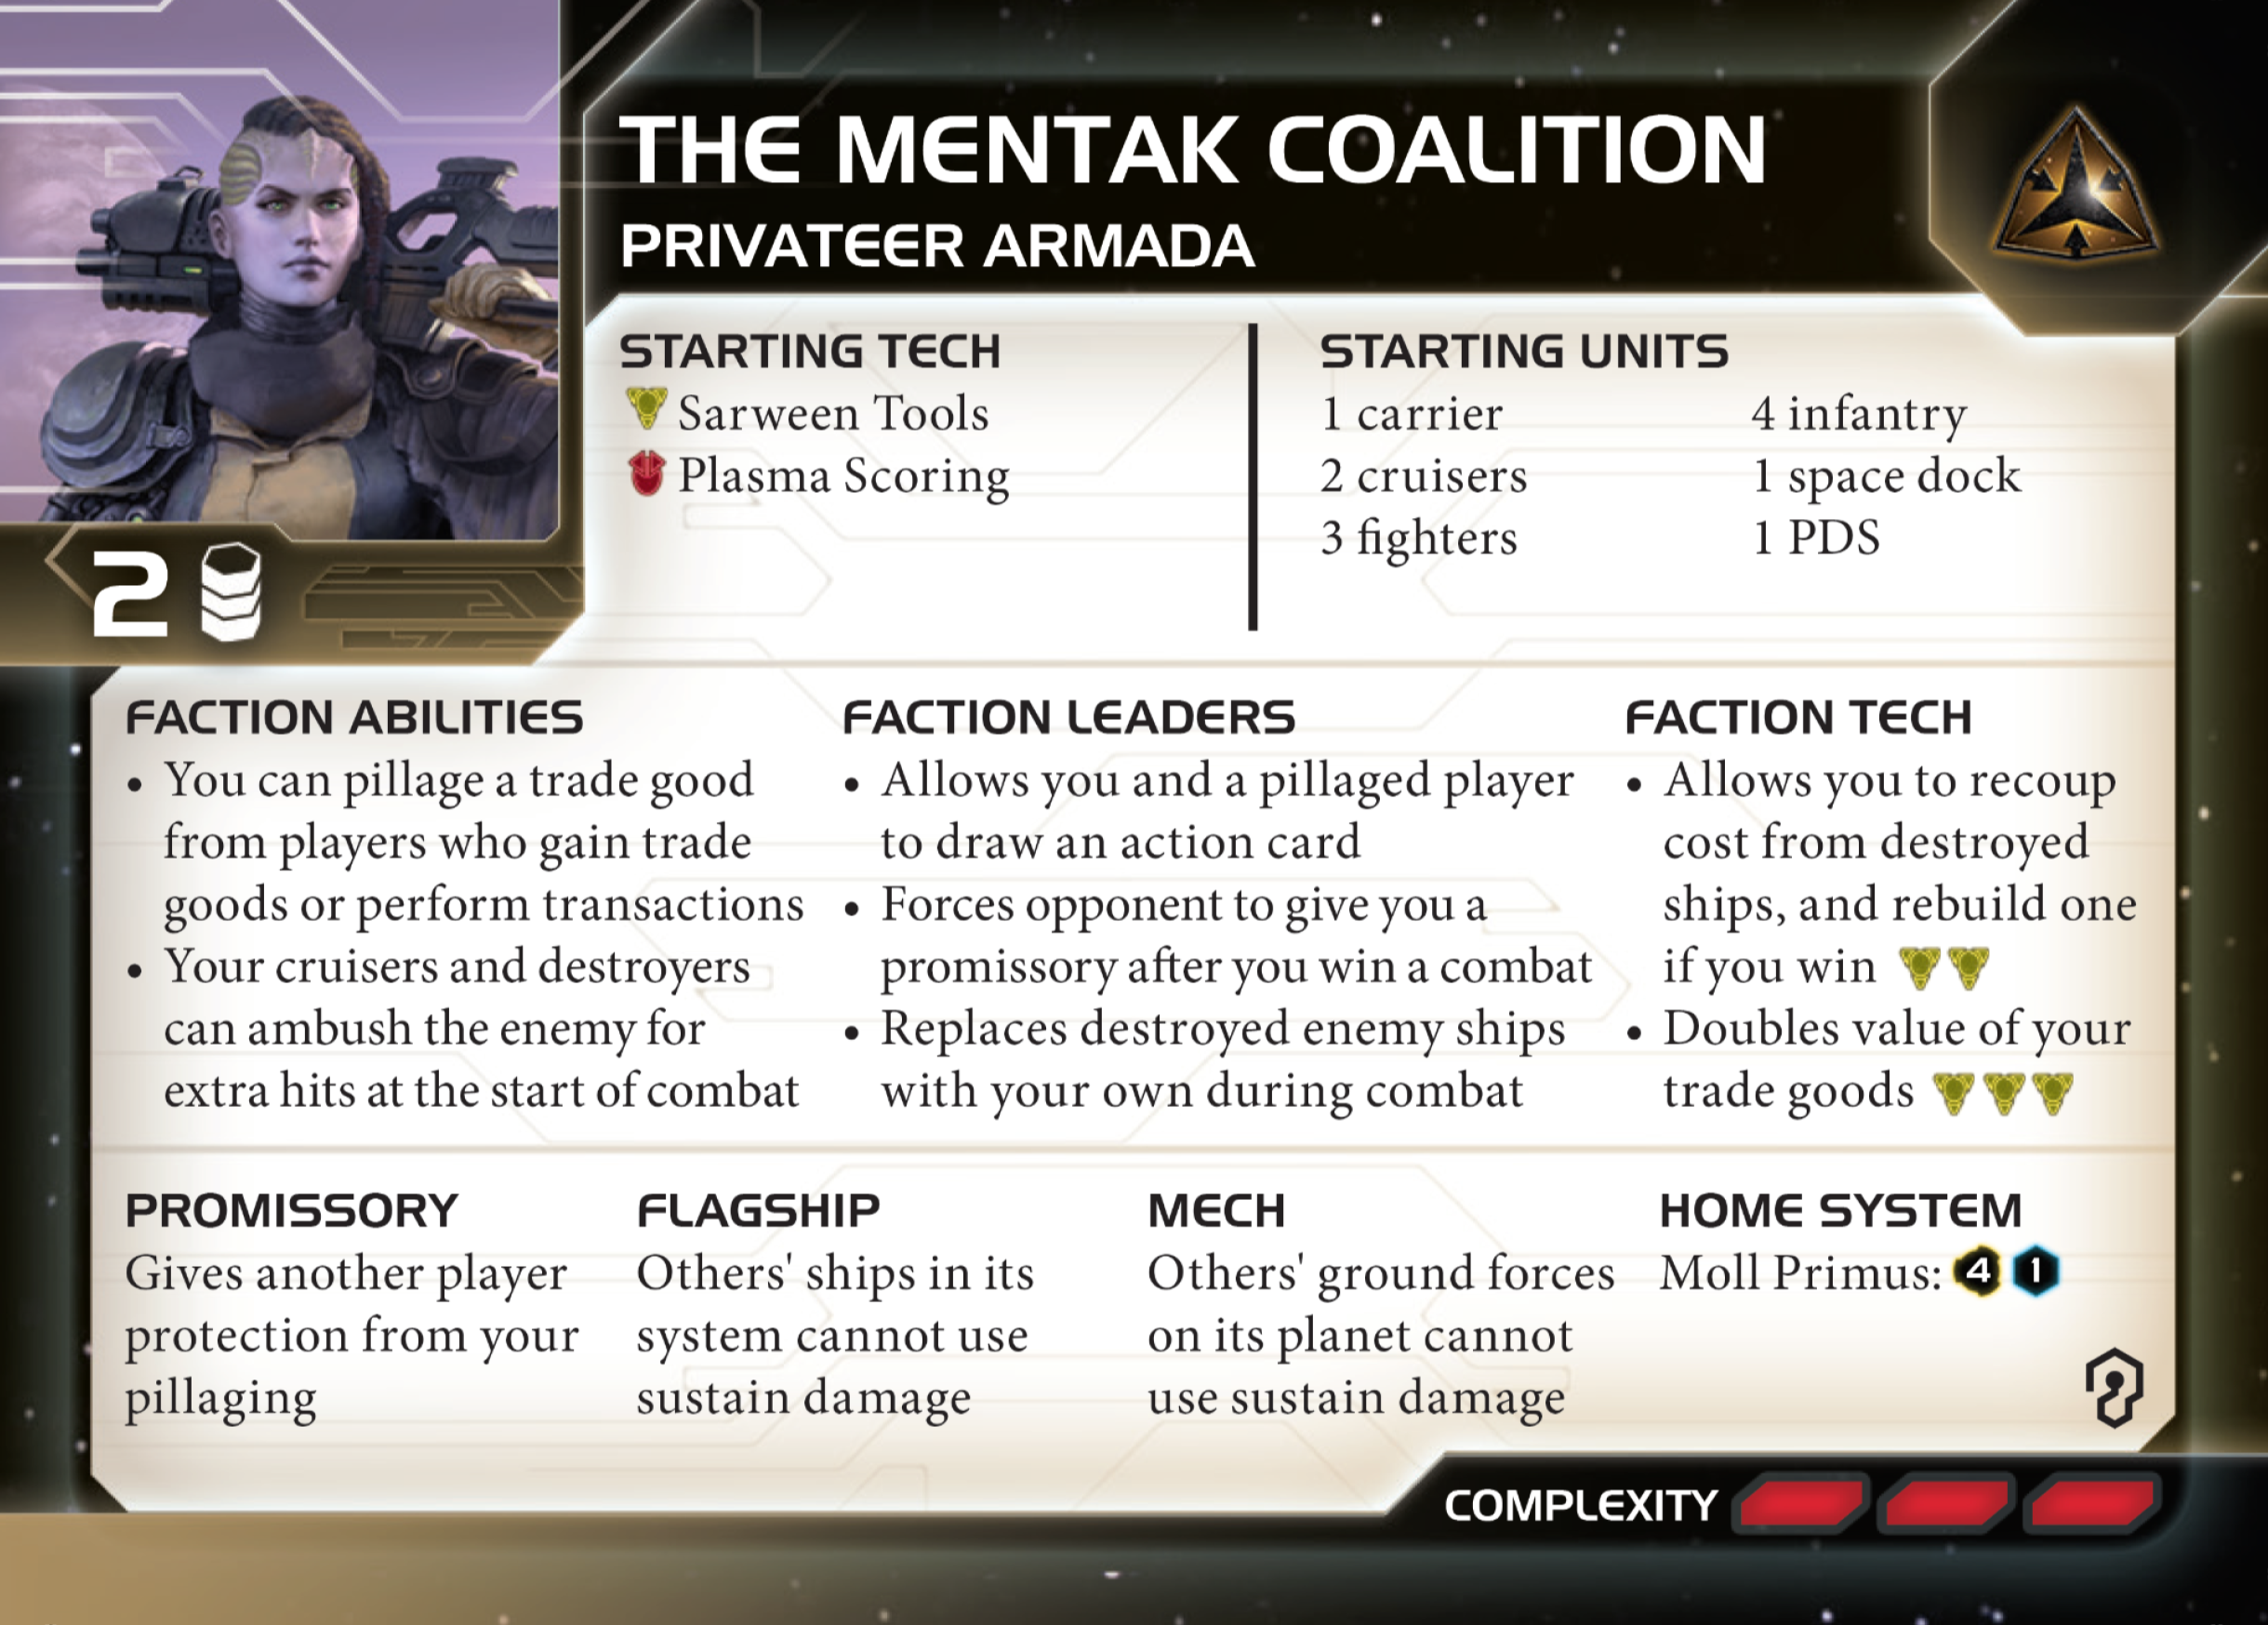 THE MENTAK COALITION
PRIVATEER ARMADA
STARTING TECH
Sarween Tools
Plasma Scoring
STARTING UNITS
1 carrier
2 cruisers
3 fighters
4 infantry
1 space dock
1 PDS
2
FACTION ABILITIES
• You can pillage a trade good
from players who gain trade
goods or perform transactions
• Your cruisers and destroyers
can ambush the enemy for
extra hits at the start of combat
FACTION LEADERS
• Allows you and a pillaged player
to draw an action card
• Forces opponent to give you a
promissory after you win a combat
• Replaces destroyed enemy ships
with your own during combat
FACTION TECH
• Allows you to recoup
cost from destroyed
ships, and rebuild one
if you win
• Doubles value of your
trade goods
PROMISSORY
Gives another player
protection from your
pillaging
FLAGSHIP
Others' ships in its
system cannot use
sustain damage
MECH
Others' ground forces
on its planet cannot
use sustain damage
HOME SYSTEM
Moll Primus: 4 1
COMPLEXITY